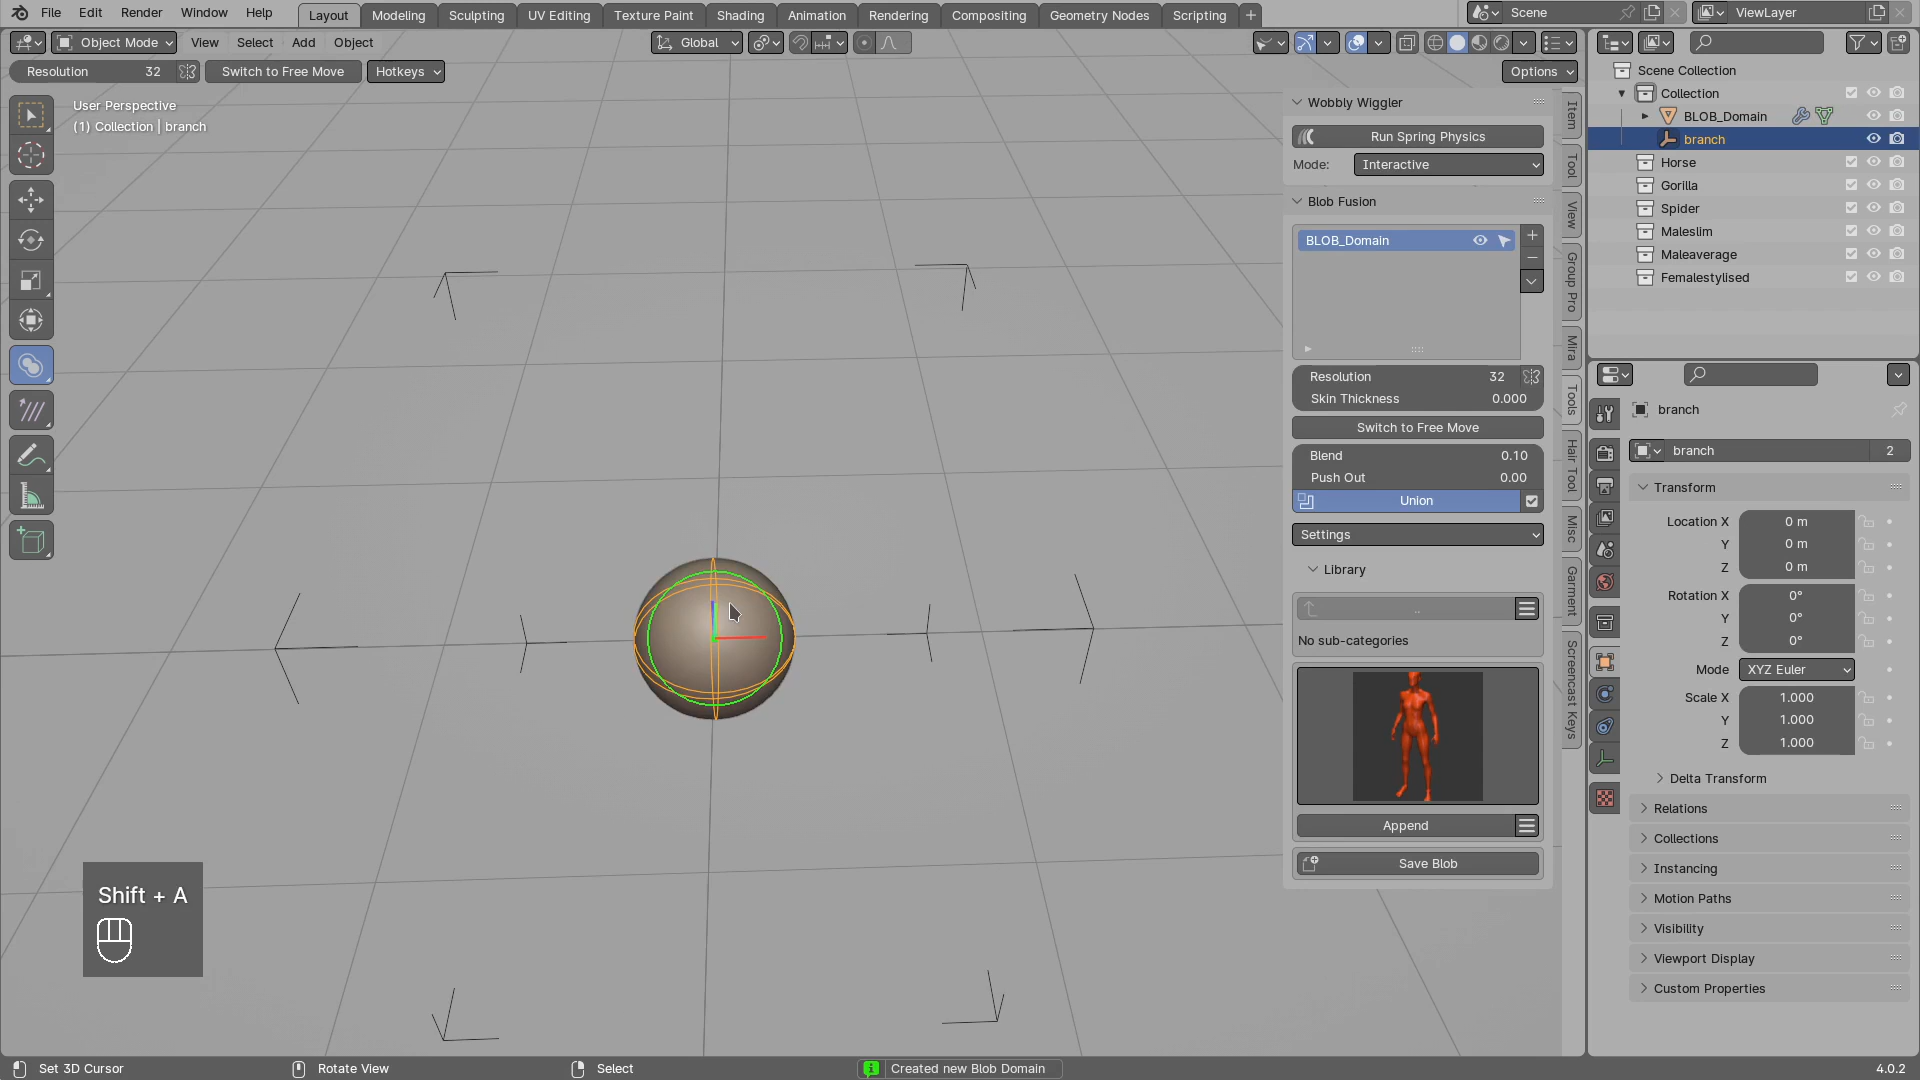 File Edit Render Window Help Layout Modeling Sculpting UV Editing Texture Paint Shading Animation Rendering Compositing Geometry Nodes Scripting + Scene ViewLayer
Object Mode View Select Add Object Global
Resolution 32 Switch to Free Move Hotkeys Options
User Perspective
(1) Collection | branch
Shift + A
Wobbly Wiggler
Run Spring Physics
Mode: Interactive
Blob Fusion
BLOB_Domain
Resolution 32
Skin Thickness 0.000
Switch to Free Move
Blend 0.10
Push Out 0.00
Union
Settings
Library
..
No sub-categories
Append
Save Blob
Item
Tool
View
Group Pro
Mira
Tools
Hair Tool
Misc
Garment
Screencast Keys
Scene Collection
Collection
BLOB_Domain
branch
Horse
Gorilla
Spider
Maleslim
Maleaverage
Femalestylised
branch
branch 2
Transform
Location X 0 m
Y 0 m
Z 0 m
Rotation X 0°
Y 0°
Z 0°
Mode XYZ Euler
Scale X 1.000
Y 1.000
Z 1.000
Delta Transform
Relations
Collections
Instancing
Motion Paths
Visibility
Viewport Display
Custom Properties
Set 3D Cursor Rotate View Select Created new Blob Domain 4.0.2